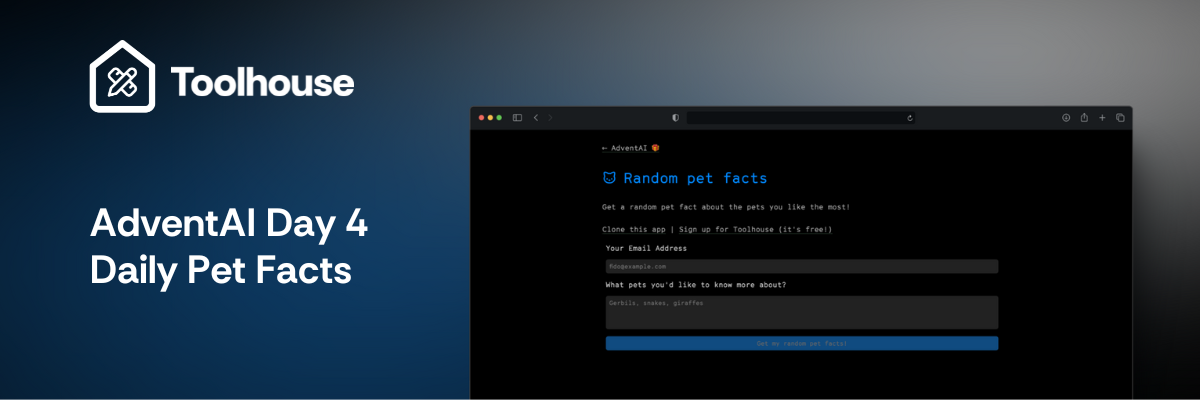 Toolhouse
AdventAI Day 4
Daily Pet Facts
← AdventAI
Random pet facts
Get a random pet fact about the pets you like the most!
Clone this app | Sign up for Toolhouse (it's free!)
Your Email Address
fido@example.com
What pets you'd like to know more about?
Gerbils, snakes, giraffes
Get my random pet facts!